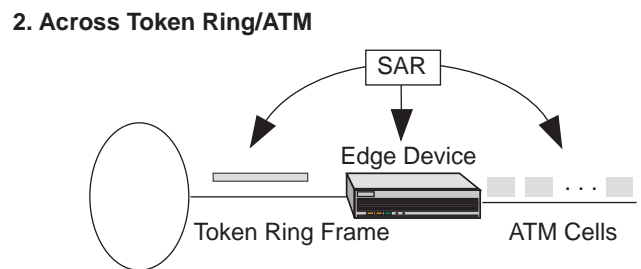 2. Across Token Ring/ATM
SAR
Edge Device
. . .
Token Ring Frame
ATM Cells